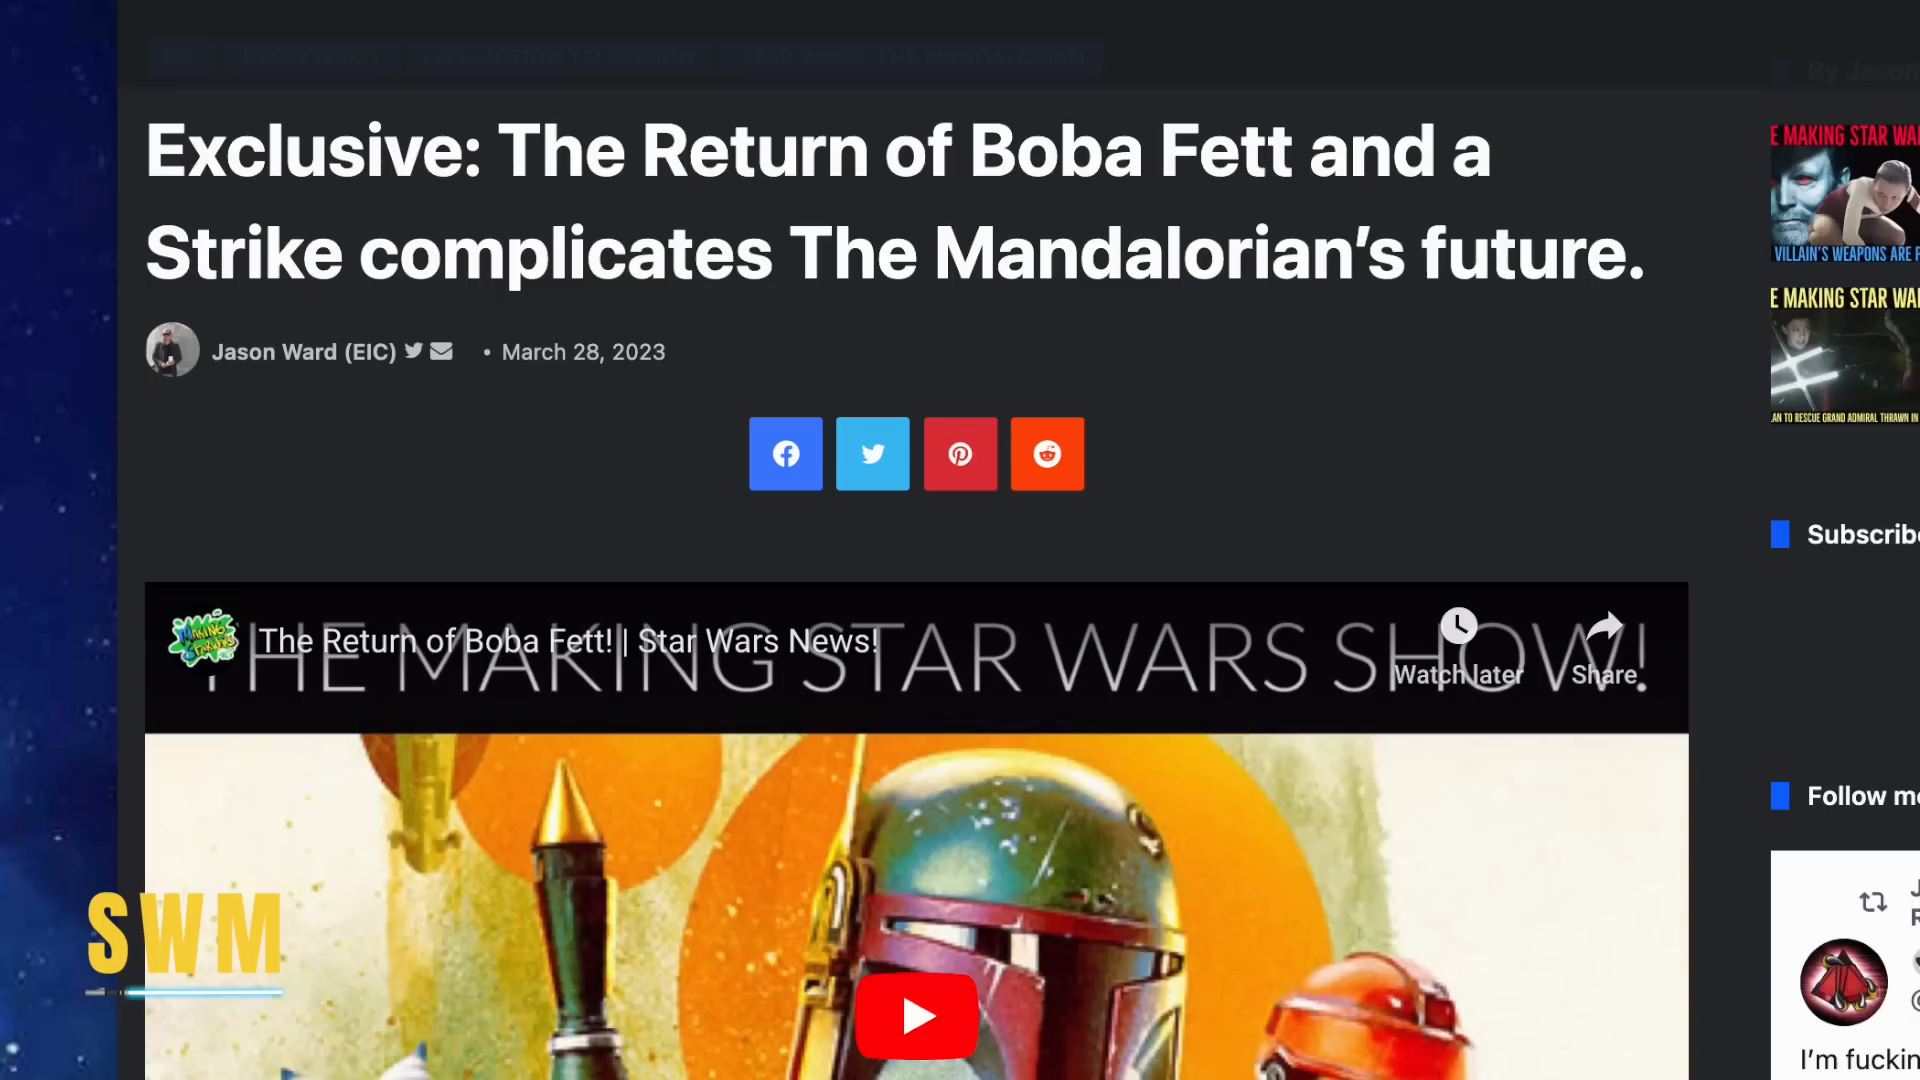 EVERYTHING
LIVE-ACTION TELEVISION
STAR WARS: THE MANDALORIAN
By Jason
Exclusive: The Return of Boba Fett and a
Strike complicates The Mandalorian’s future.
Jason Ward (EIC)
• March 28, 2023
E MAKING STAR WA
VILLAIN'S WEAPONS ARE
E MAKING STAR WA
AN TO RESCUE GRAND ADMIRAL THRAWN IN
Subscrib
Follow m
MAKING
The Return of Boba Fett! | Star Wars News!
THE MAKING STAR WARS SHOW!
Watch later
Share
SWM
I’m fuckin